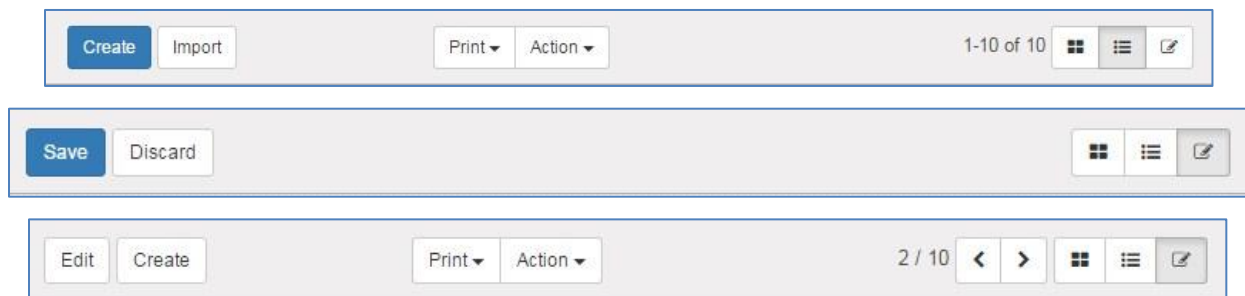 Create Import Print Action 1-10 of 10
Save Discard
Edit Create Print Action 2 / 10